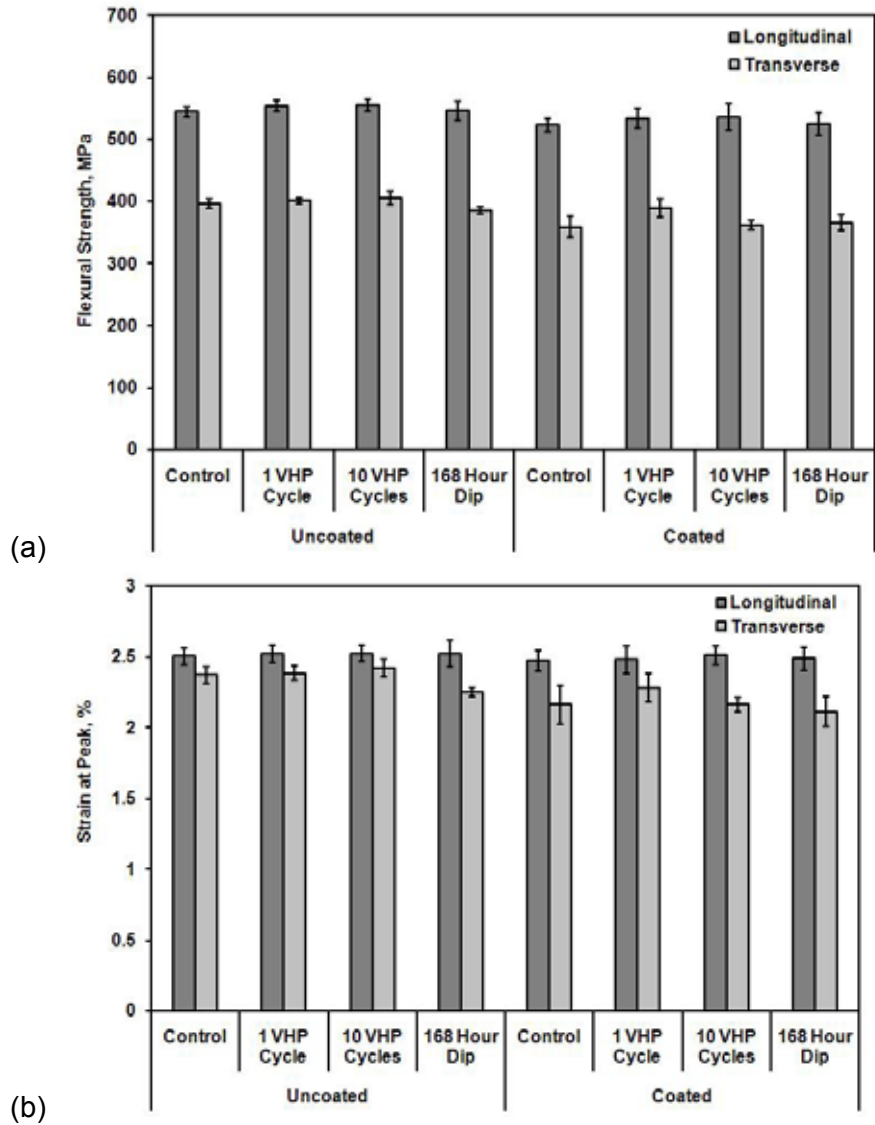 700
600
500
400
300
200
100
0
Flexural Strength, MPa
Longitudinal
Transverse
Control 1 VHP 10 VHP 168 Hour Control 1 VHP 10 VHP 168 Hour
Cycle Cycles Dip Cycle Cycles Dip
Uncoated Coated
(a)
3
2.5
2
1.5
1
0.5
0
Strain at Peak, %
Longitudinal
Transverse
Control 1 VHP 10 VHP 168 Hour Control 1 VHP 10 VHP 168 Hour
Cycle Cycles Dip Cycle Cycles Dip
Uncoated Coated
(b)